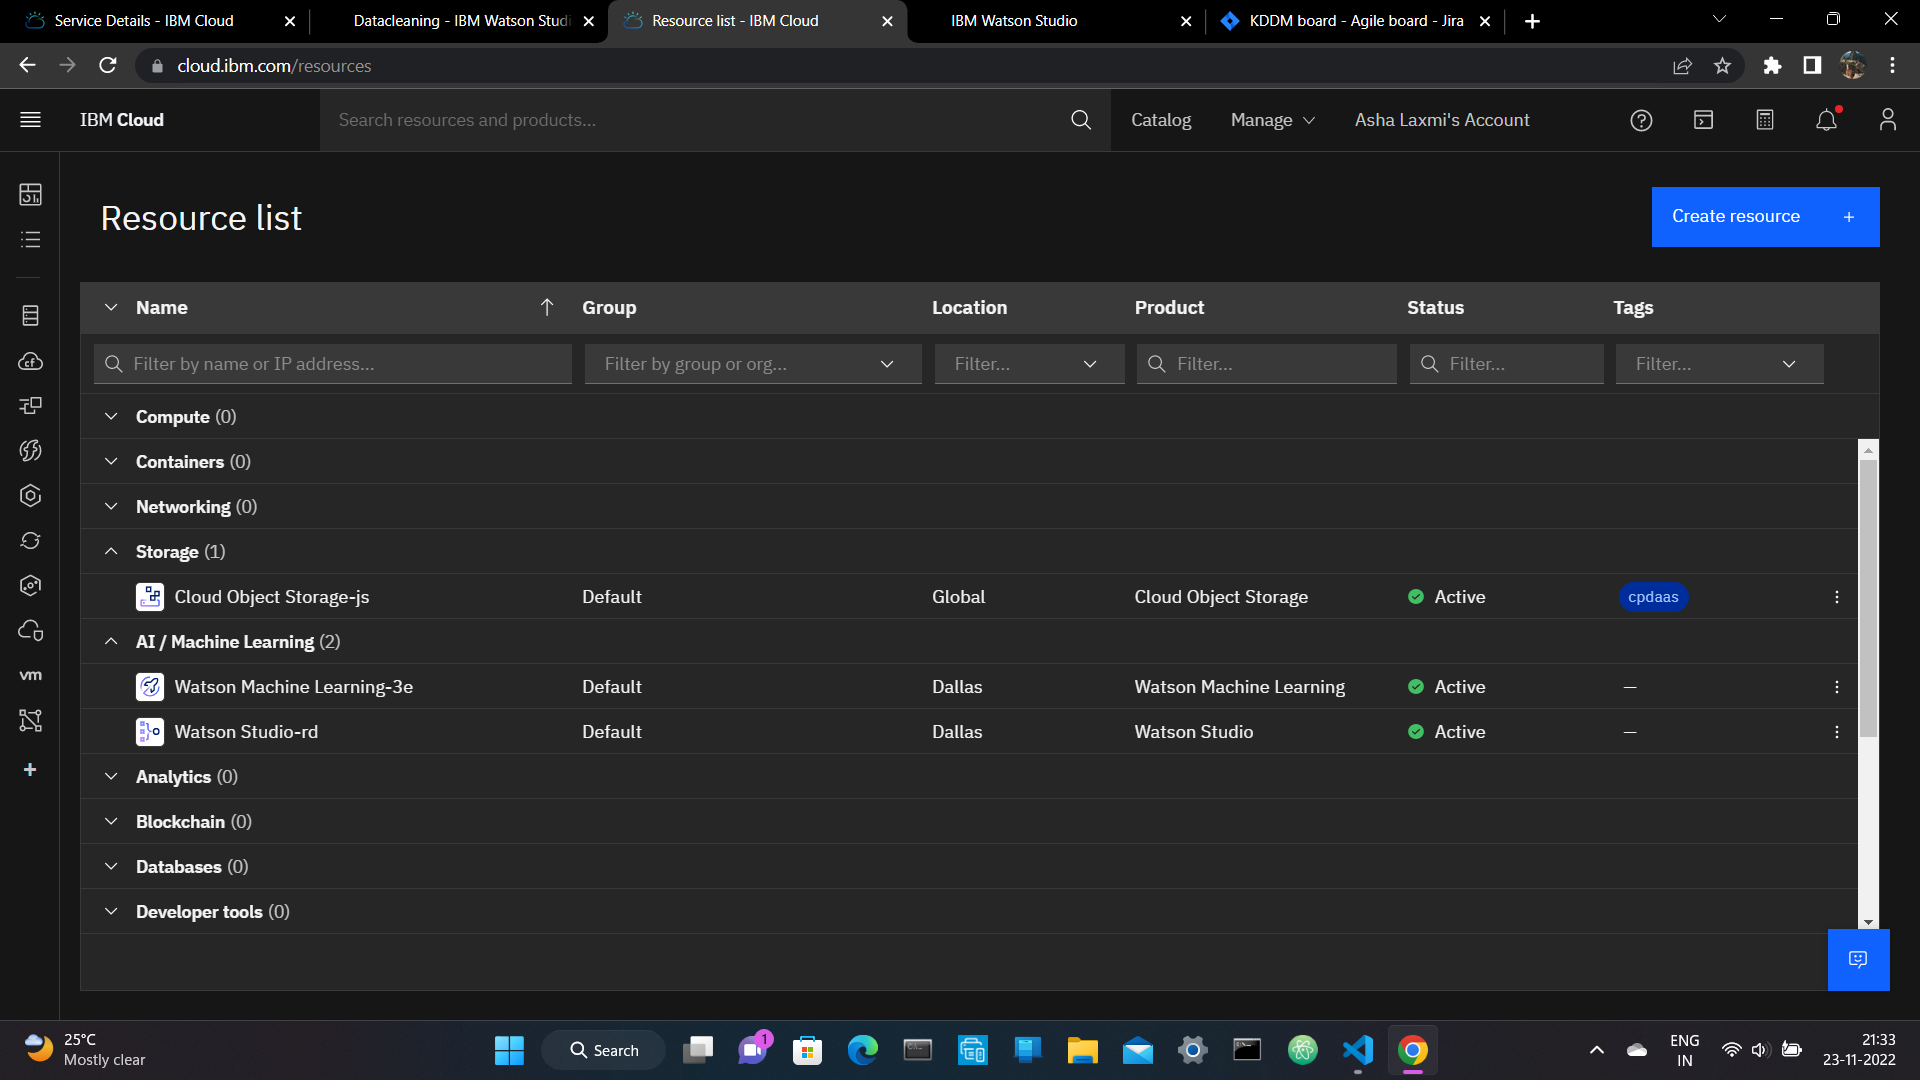 Service Details - IBM Cloud
Datacleaning - IBM Watson Studi
Resource list - IBM Cloud
IBM Watson Studio
KDDM board - Agile board - Jira
cloud.ibm.com/resources
IBM Cloud
Search resources and products...
Catalog
Manage
Asha Laxmi's Account
Resource list
Create resource +
Name Group Location Product Status Tags
Filter by name or IP address... Filter by group or org... Filter... Filter... Filter... Filter...
Compute (0)
Containers (0)
Networking (0)
Storage (1)
Cloud Object Storage-js Default Global Cloud Object Storage Active cpdaas
AI / Machine Learning (2)
Watson Machine Learning-3e Default Dallas Watson Machine Learning Active —
Watson Studio-rd Default Dallas Watson Studio Active —
vm
Analytics (0)
Blockchain (0)
Databases (0)
Developer tools (0)
25°C
Mostly clear
Search
1
ENG
IN
21:33
23-11-2022